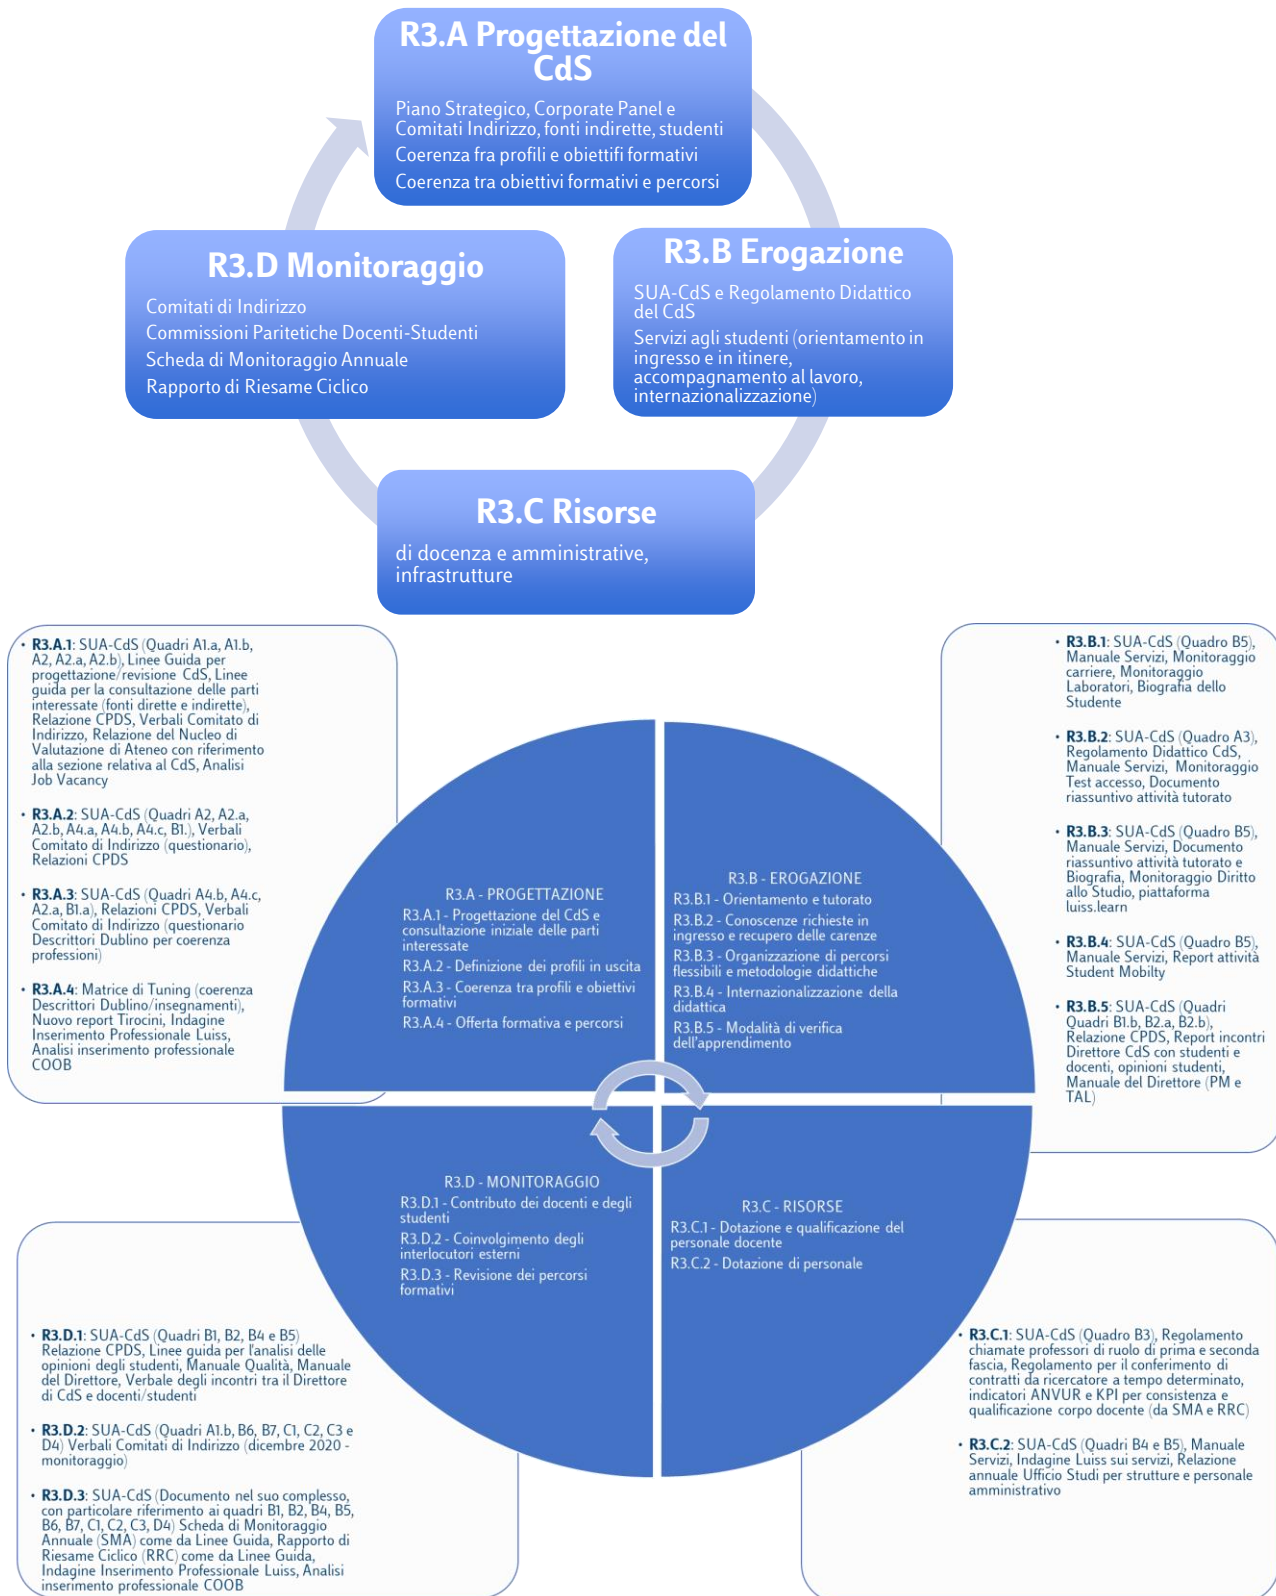 R3.A Progettazione del
CdS
Piano Strategico, Corporate Panel e
Comitati Indirizzo, fonti indirette, studenti
Coerenza fra profili e obiettifi formativi
Coerenza tra obiettivi formativi e percorsi
R3.D Monitoraggio
Comitati di Indirizzo
Commissioni Paritetiche Docenti-Studenti
Scheda di Monitoraggio Annuale
Rapporto di Riesame Ciclico
R3.B Erogazione
SUA-CdS e Regolamento Didattico
del CdS
Servizi agli studenti (orientamento in
ingresso e in itinere,
accompagnamento al lavoro,
internazionalizzazione)
R3.C Risorse
di docenza e amministrative,
infrastrutture
• R3.A.1: SUA-CdS (Quadri A1.a, A1.b,
A2, A2.a, A2.b), Linee Guida per
progettazione/revisione CdS, Linee
guida per la consultazione delle parti
interessate (fonti dirette e indirette),
Relazione CPDS, Verbali Comitato di
Indirizzo, Relazione del Nucleo di
Valutazione di Ateneo con riferimento
alla sezione relativa al CdS, Analisi
Job Vacancy
• R3.A.2: SUA-CdS (Quadri A2, A2.a,
A2.b, A4.a, A4.b, A4.c, B1.), Verbali
Comitato di Indirizzo (questionario),
Relazioni CPDS
• R3.A.3: SUA-CdS (Quadri A4.b, A4.c,
A2.a, B1.a), Relazioni CPDS, Verbali
Comitato di Indirizzo (questionario
Descrittori Dublino per coerenza
professioni)
• R3.A.4: Matrice di Tuning (coerenza
Descrittori Dublino/insegnamenti),
Nuovo report Tirocini, Indagine
Inserimento Professionale Luiss,
Analisi inserimento professionale
COOB
• R3.B.1: SUA-CdS (Quadro B5),
Manuale Servizi, Monitoraggio
carriere, Monitoraggio
Laboratori, Biografia dello
Studente
• R3.B.2: SUA-CdS (Quadro A3),
Regolamento Didattico CdS,
Manuale Servizi, Monitoraggio
Test accesso, Documento
riassuntivo attività tutorato
• R3.B.3: SUA-CdS (Quadro B5),
Manuale Servizi, Documento
riassuntivo attività tutorato e
Biografia, Monitoraggio Diritto
allo Studio, piattaforma
luiss.learn
• R3.B.4: SUA-CdS (Quadro B5),
Manuale Servizi, Report attività
Student Mobilty
• R3.B.5: SUA-CdS (Quadri
Quadri B1.b, B2.a, B2.b),
Relazione CPDS, Report incontri
Direttore CdS con studenti e
docenti, opinioni studenti,
Manuale del Direttore (PM e
TAL)
R3.A - PROGETTAZIONE
R3.A.1 - Progettazione del CdS e
consultazione iniziale delle parti
interessate
R3.A.2 - Definizione dei profili in uscita
R3.A.3 - Coerenza tra profili e obiettivi
formativi
R3.A.4 - Offerta formativa e percorsi
R3.B - EROGAZIONE
R3.B.1 - Orientamento e tutorato
R3.B.2 - Conoscenze richieste in
ingresso e recupero delle carenze
R3.B.3 - Organizzazione di percorsi
flessibili e metodologie didattiche
R3.B.4 - Internazionalizzazione della
didattica
R3.B.5 - Modalità di verifica
dell'apprendimento
R3.D - MONITORAGGIO
R3.D.1 - Contributo dei docenti e degli
studenti
R3.D.2 - Coinvolgimento degli
interlocutori esterni
R3.D.3 - Revisione dei percorsi
formativi
R3.C - RISORSE
R3.C.1 - Dotazione e qualificazione del
personale docente
R3.C.2 - Dotazione di personale
• R3.D.1: SUA-CdS (Quadri B1, B2, B4 e B5)
Relazione CPDS, Linee guida per l'analisi delle
opinioni degli studenti, Manuale Qualità, Manuale
del Direttore, Verbale degli incontri tra il Direttore
di CdS e docenti/studenti
• R3.D.2: SUA-CdS (Quadri A1.b, B6, B7, C1, C2, C3 e
D4) Verbali Comitati di Indirizzo (dicembre 2020 -
monitoraggio)
• R3.D.3: SUA-CdS (Documento nel suo complesso,
con particolare riferimento ai quadri B1, B2, B4, B5,
B6, B7, C1, C2, C3, D4) Scheda di Monitoraggio
Annuale (SMA) come da Linee Guida, Rapporto di
Riesame Ciclico (RRC) come da Linee Guida,
Indagine Inserimento Professionale Luiss, Analisi
inserimento professionale COOB
• R3.C.1: SUA-CdS (Quadro B3), Regolamento
chiamate professori di ruolo di prima e seconda
fascia, Regolamento per il conferimento di
contratti da ricercatore a tempo determinato,
indicatori ANVUR e KPI per consistenza e
qualificazione corpo docente (da SMA e RRC)
• R3.C.2: SUA-CdS (Quadri B4 e B5), Manuale
Servizi, Indagine Luiss sui servizi, Relazione
annuale Ufficio Studi per strutture e personale
amministrativo